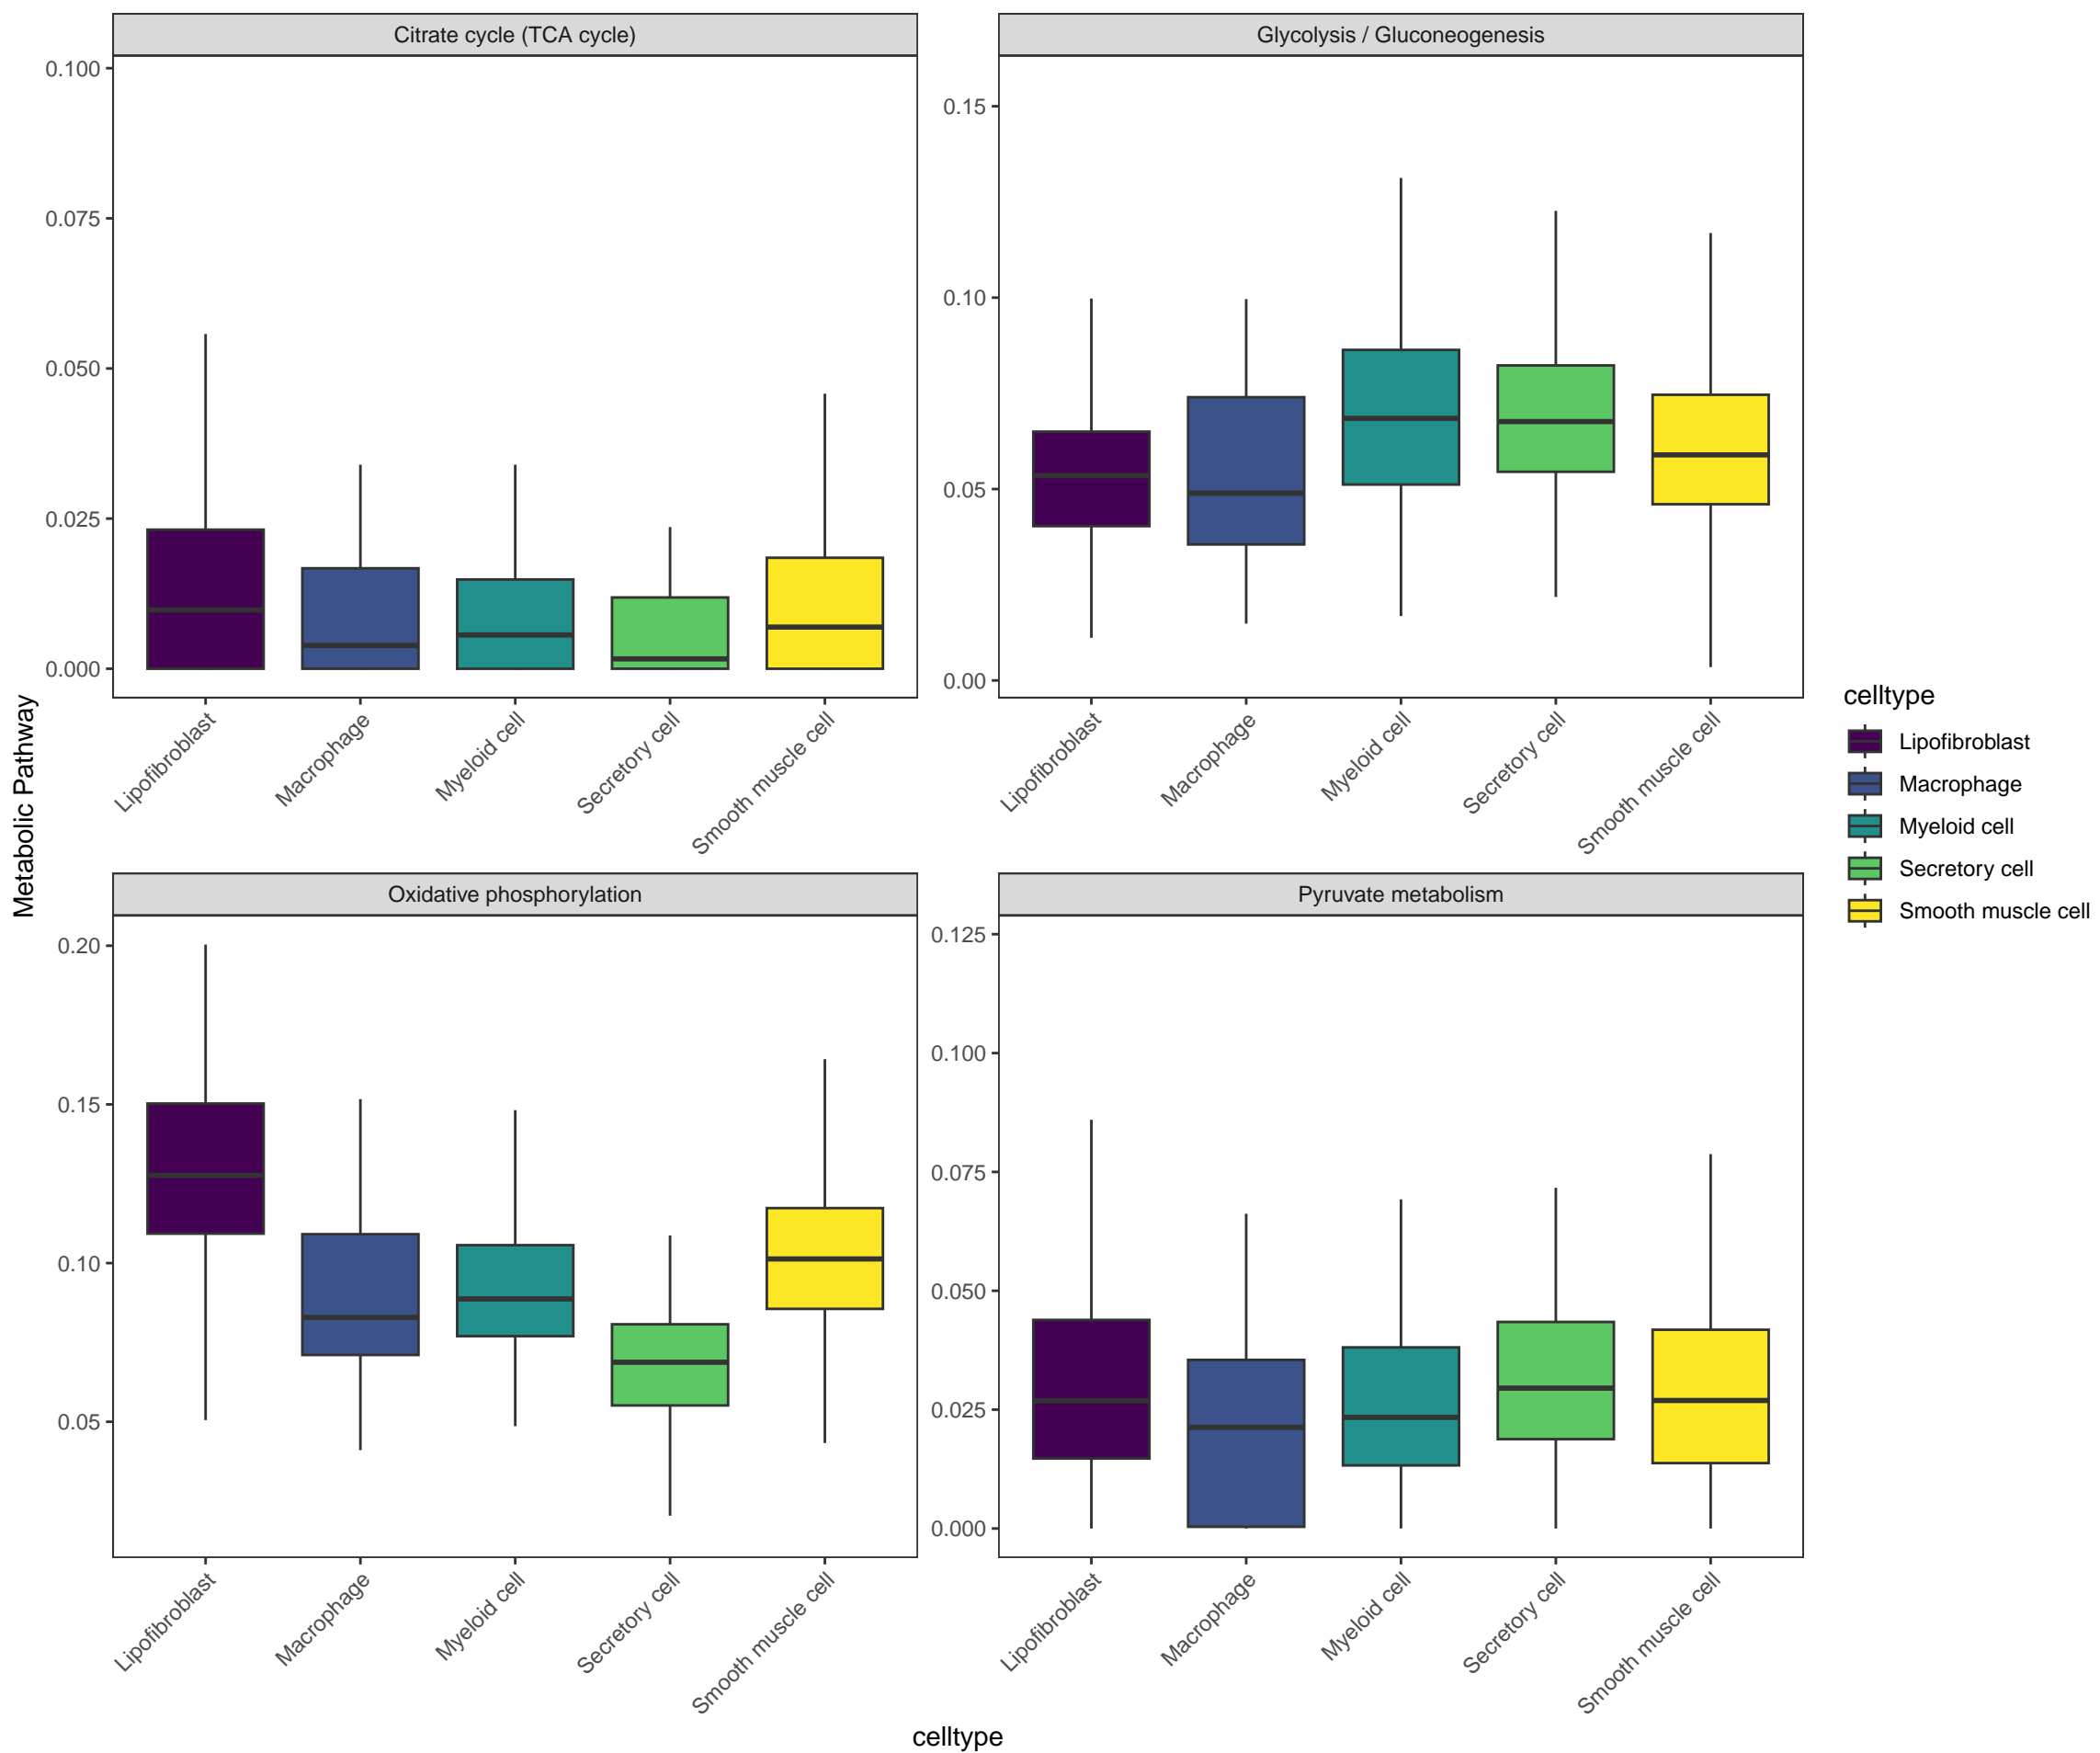 Citrate cycle (TCA cycle)
Glycolysis / Gluconeogenesis
0.100
0.075
0.050
0.025
0.000
0.15
0.10
0.05
0.00
Lipofibroblast
Macrophage
Myeloid cell
Secretory cell
Smooth muscle cell
Lipofibroblast
Macrophage
Myeloid cell
Secretory cell
Smooth muscle cell
Metabolic Pathway
Oxidative phosphorylation
Pyruvate metabolism
0.20
0.15
0.10
0.05
0.125
0.100
0.075
0.050
0.025
0.000
Lipofibroblast
Macrophage
Myeloid cell
Secretory cell
Smooth muscle cell
Lipofibroblast
Macrophage
Myeloid cell
Secretory cell
Smooth muscle cell
celltype
celltype
Lipofibroblast
Macrophage
Myeloid cell
Secretory cell
Smooth muscle cell